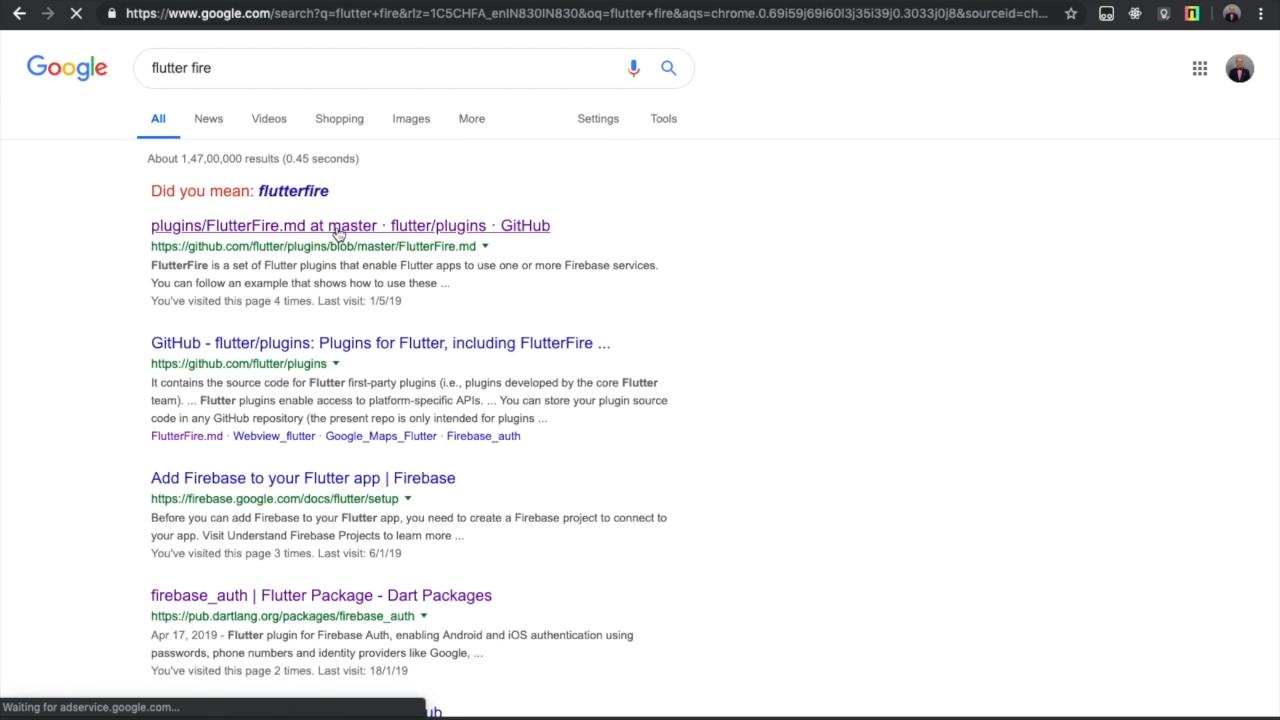 https://www.google.com/search?q=flutter+fire&rlz=1C5CHFA_enIN830IN830&oq=flutter+fire&aqs=chrome.0.69i59j69i60l3j35i39j0.3033j0j8&sourceid=ch...
Google
flutter fire
All News Videos Shopping Images More Settings Tools
About 1,47,00,000 results (0.45 seconds)
Did you mean: flutterfire
plugins/FlutterFire.md at master · flutter/plugins · GitHub
https://github.com/flutter/plugins/blob/master/FlutterFire.md
FlutterFire is a set of Flutter plugins that enable Flutter apps to use one or more Firebase services.
You can follow an example that shows how to use these ...
You've visited this page 4 times. Last visit: 1/5/19
GitHub - flutter/plugins: Plugins for Flutter, including FlutterFire ...
https://github.com/flutter/plugins
It contains the source code for Flutter first-party plugins (i.e., plugins developed by the core Flutter
team). ... Flutter plugins enable access to platform-specific APIs. ... You can store your plugin source
code in any GitHub repository (the present repo is only intended for plugins ...
FlutterFire.md · Webview_flutter · Google_Maps_Flutter · Firebase_auth
Add Firebase to your Flutter app | Firebase
https://firebase.google.com/docs/flutter/setup
Before you can add Firebase to your Flutter app, you need to create a Firebase project to connect to
your app. Visit Understand Firebase Projects to learn more ...
You've visited this page 3 times. Last visit: 6/1/19
firebase_auth | Flutter Package - Dart Packages
https://pub.dartlang.org/packages/firebase_auth
Apr 17, 2019 - Flutter plugin for Firebase Auth, enabling Android and iOS authentication using
passwords, phone numbers and identity providers like Google, ...
You've visited this page 2 times. Last visit: 18/1/19
Waiting for adservice.google.com...